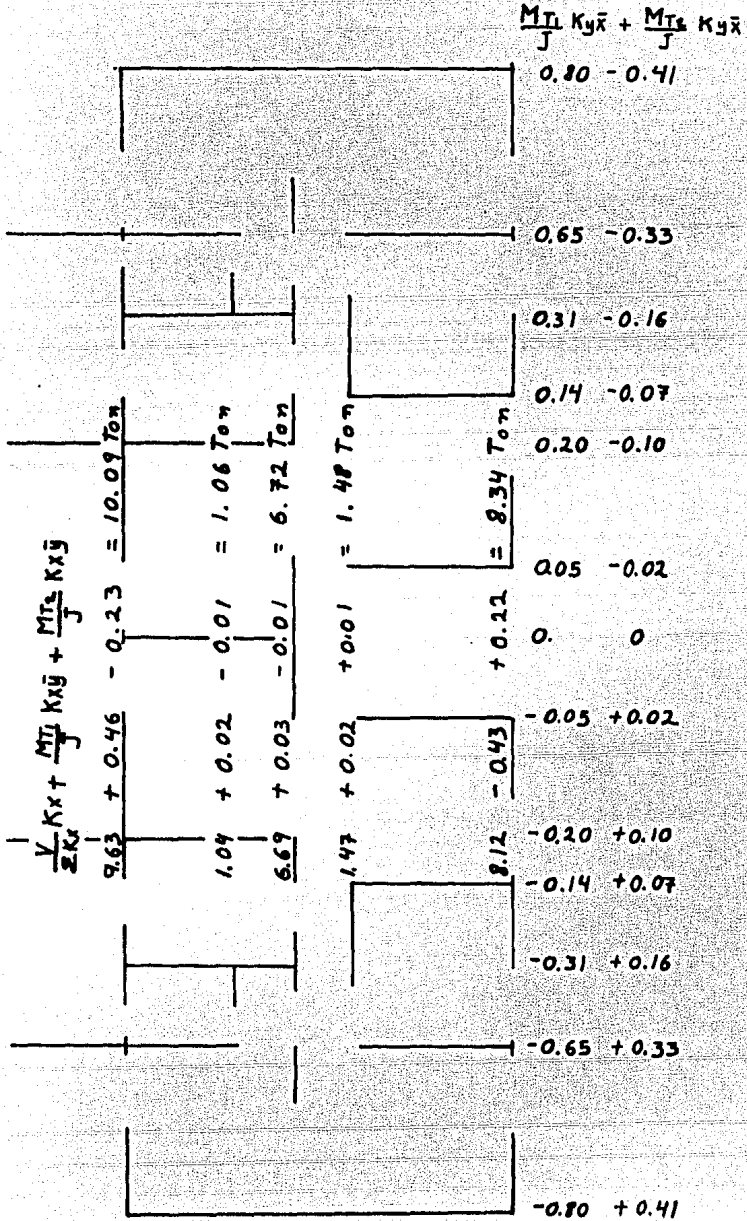 MT1/J Kyx̄ + MT2/J Kyx̄
0.80 - 0.41
0.65 - 0.33
0.31 - 0.16
0.14 - 0.07
0.20 - 0.10
0.05 - 0.02
0. 0
- 0.05 + 0.02
- 0.20 + 0.10
- 0.14 + 0.07
- 0.31 + 0.16
- 0.65 + 0.33
- 0.80 + 0.41
V/ΣKx Kx + MT1/J Kxȳ + MT2/J Kxȳ
9.63 + 0.46 - 0.23 = 10.09 Ton
1.04 + 0.02 - 0.01 = 1.06 Ton
6.69 + 0.03 - 0.01 = 6.72 Ton
1.47 + 0.02 + 0.01 = 1.48 Ton
8.12 - 0.43 + 0.22 = 8.34 Ton